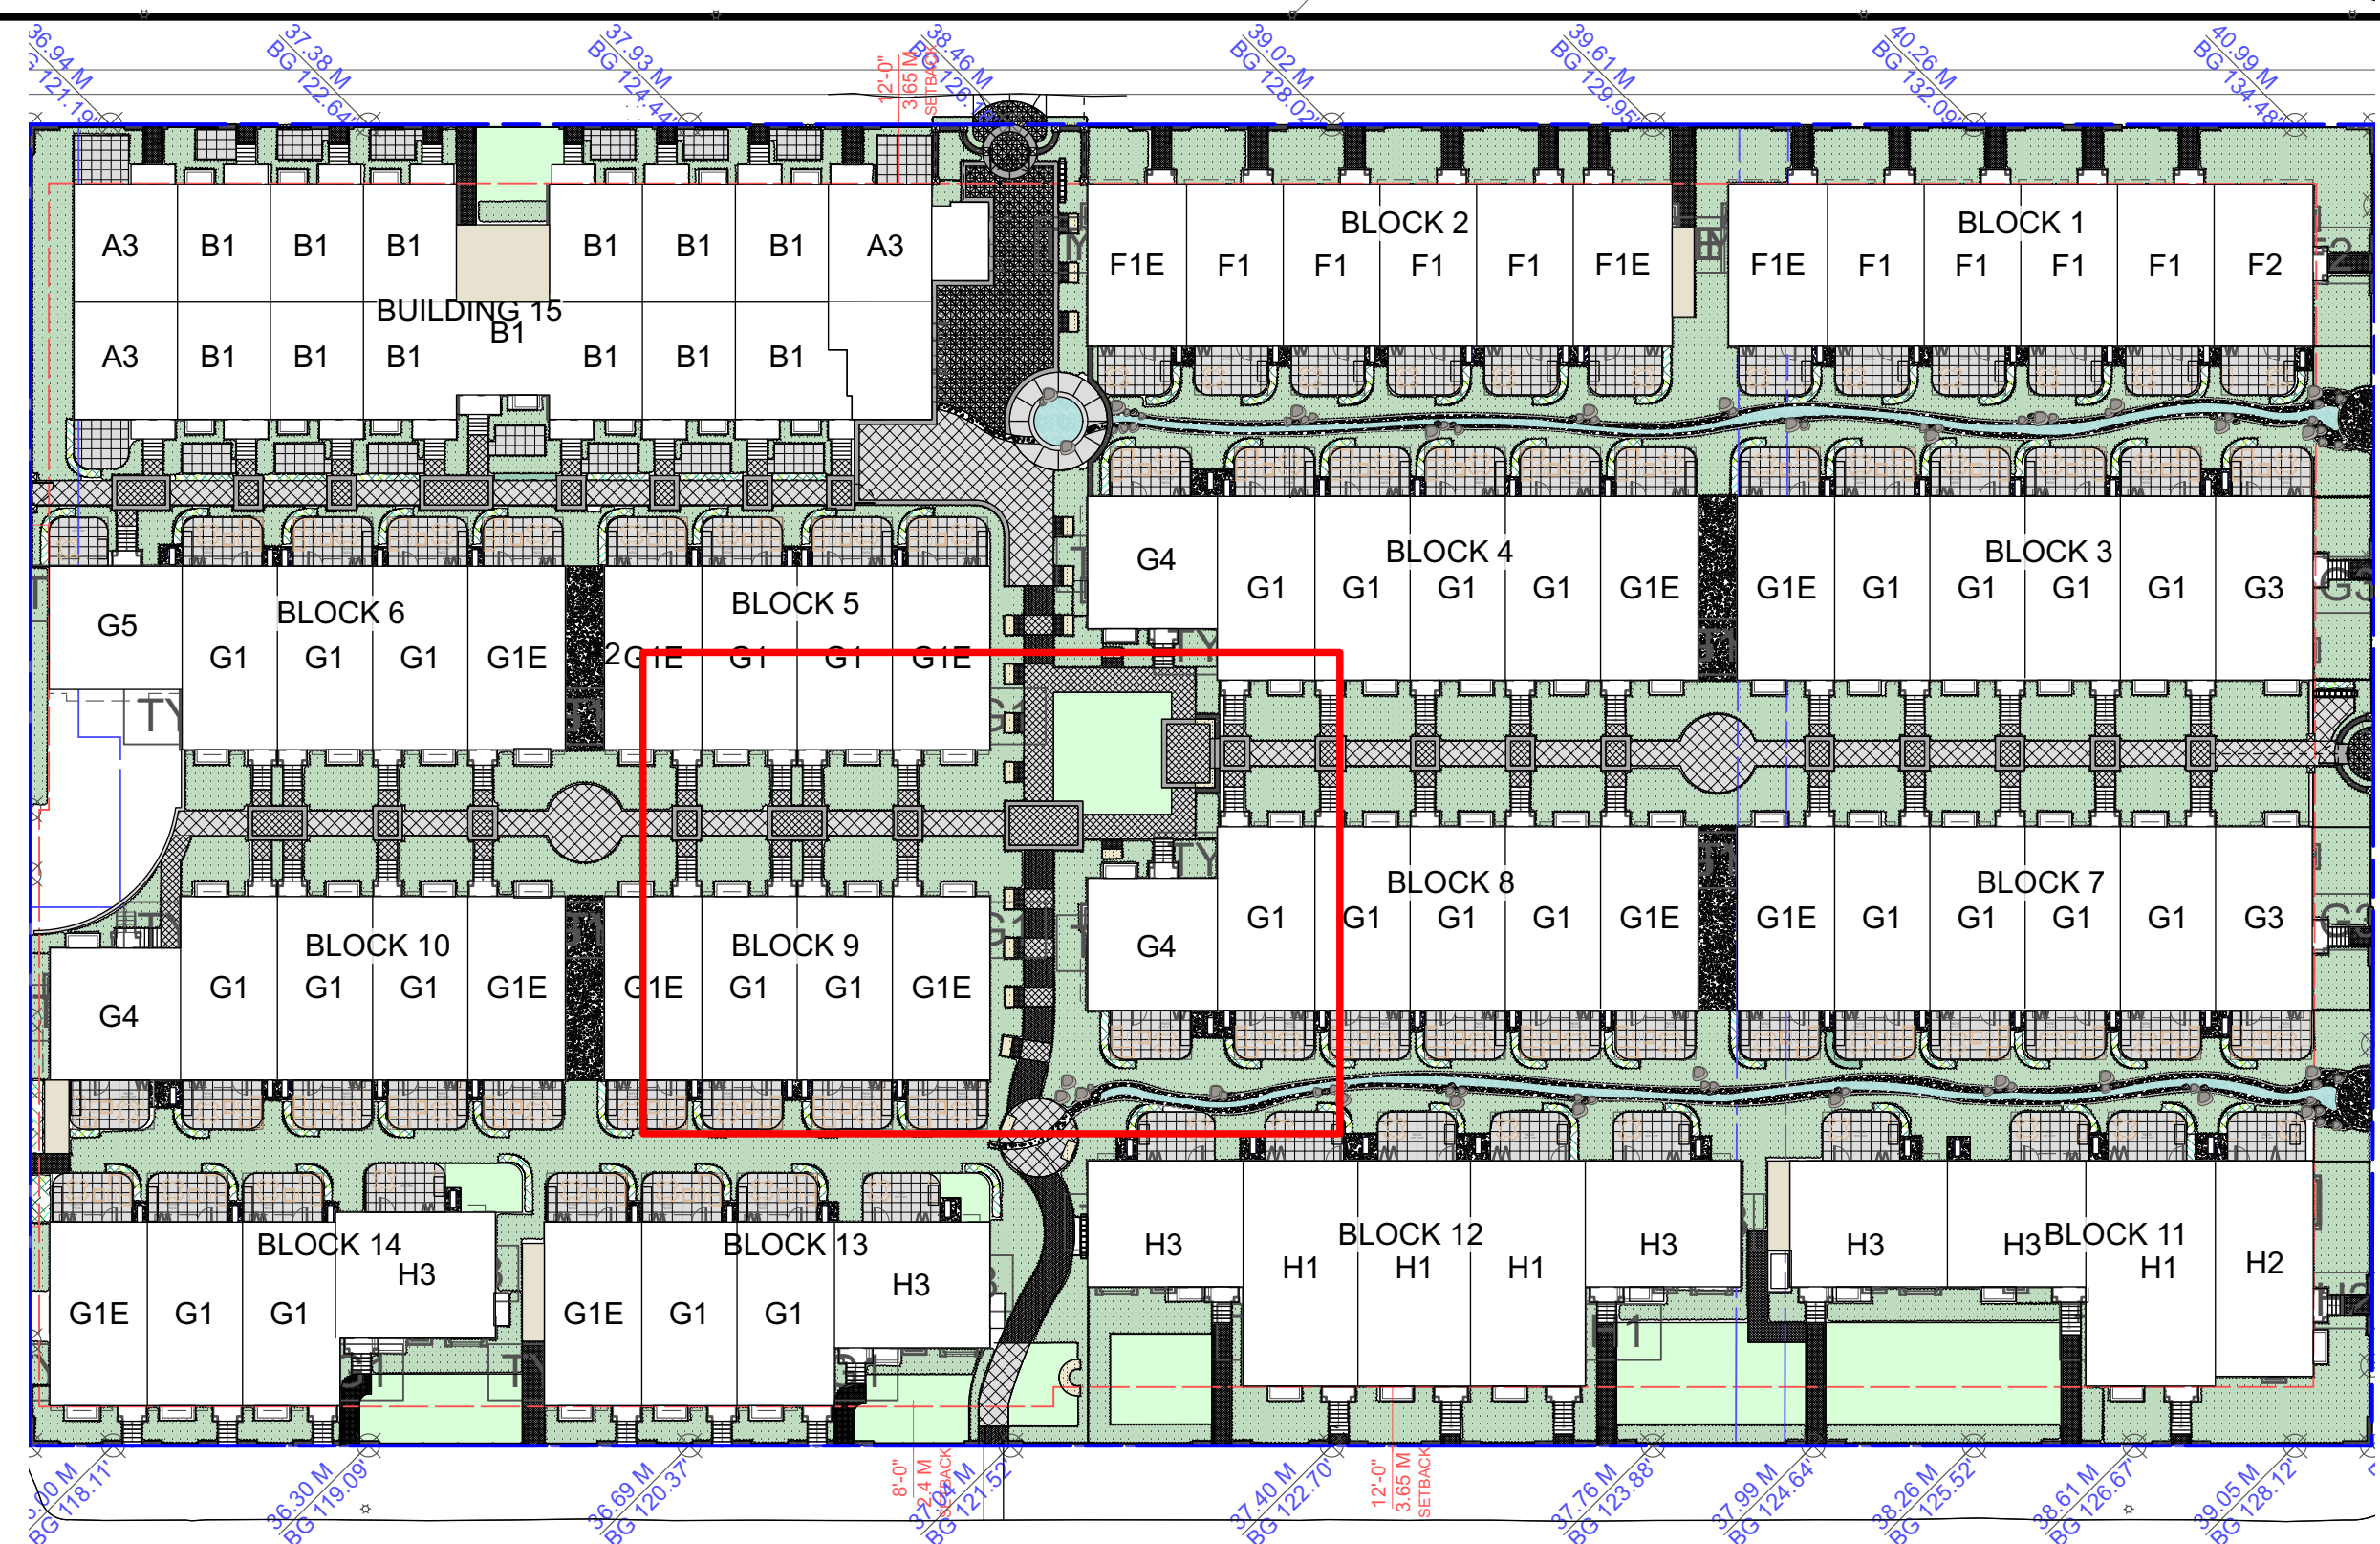 36.94 M
37.38 M
BG 122.64'
37.93 M
BG 124.44'
12'-0"
3.65 M
SETBACK
38.46 M
39.02 M
BG 128.02'
39.61 M
BG 129.95'
40.26 M
BG 132.09'
40.99 M
BG 134.48'
BLOCK 2
BLOCK 1
A3
B1
B1
B1
B1
B1
B1
A3
F1E
F1
F1
F1
F1
F1E
F1E
F1
F1
F1
F1
F2
BUILDING 15
B1
A3
B1
B1
B1
B1
B1
B1
BLOCK 4
BLOCK 3
G4
G1
G1
G1
G1
G1E
G1E
G1
G1
G1
G1
G3
BLOCK 6
BLOCK 5
G5
G1
G1
G1
G1E
G1E
G1
G1
G1E
BLOCK 8
BLOCK 7
G4
G1
G1
G1
G1
G1E
G1E
G1
G1
G1
G1
G3
BLOCK 10
BLOCK 9
G4
G1
G1
G1
G1E
G1E
G1
G1
G1E
BLOCK 14
BLOCK 13
BLOCK 12
BLOCK 11
G1E
G1
G1
H3
G1E
G1
G1
H3
H3
H1
H1
H1
H3
H3
H3
H1
H2
BG 118.11'
36.30 M
BG 119.09'
36.69 M
BG 120.37'
8'-0"
2.4 M
SETBACK
BG 121.52'
37.40 M
BG 122.70'
12'-0"
3.65 M
SETBACK
37.76 M
BG 123.88'
37.99 M
BG 124.64'
38.26 M
BG 125.52'
38.61 M
BG 126.67'
39.05 M
BG 128.12'